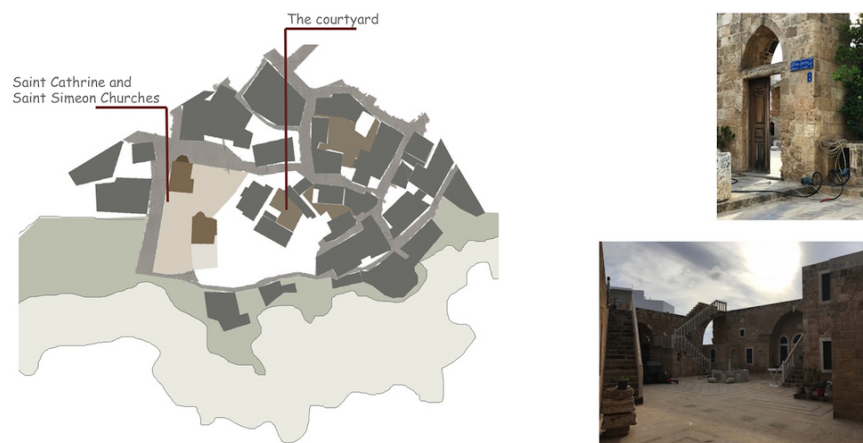 The courtyard
Saint Cathrine and
Saint Simeon Churches